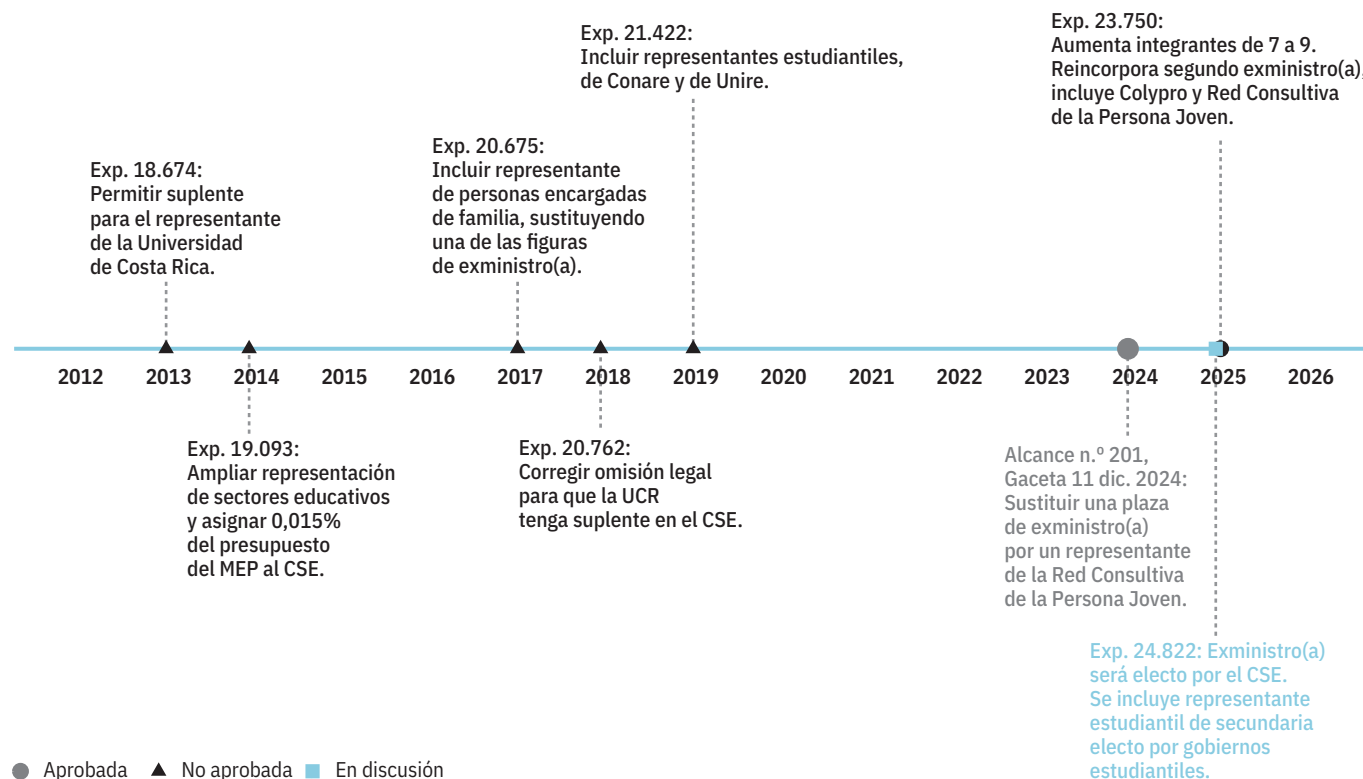 Exp. 21.422:
Incluir representantes estudiantiles,
de Conare y de Unire.
Exp. 23.750:
Aumenta integrantes de 7 a 9.
Reincorpora segundo exministro(a),
incluye Colypro y Red Consultiva
de la Persona Joven.
Exp. 18.674:
Permitir suplente
para el representante
de la Universidad
de Costa Rica.
Exp. 20.675:
Incluir representante
de personas encargadas
de familia, sustituyendo
una de las figuras
de exministro(a).
2012 2013 2014 2015 2016 2017 2018 2019 2020 2021 2022 2023 2024 2025 2026
Exp. 19.093:
Ampliar representación
de sectores educativos
y asignar 0,015%
del presupuesto
del MEP al CSE.
Exp. 20.762:
Corregir omisión legal
para que la UCR
tenga suplente en el CSE.
Alcance n.º 201,
Gaceta 11 dic. 2024:
Sustituir una plaza
de exministro(a)
por un representante
de la Red Consultiva
de la Persona Joven.
Exp. 24.822: Exministro(a)
será electo por el CSE.
Se incluye representante
estudiantil de secundaria
electo por gobiernos
estudiantiles.
Aprobada No aprobada En discusión